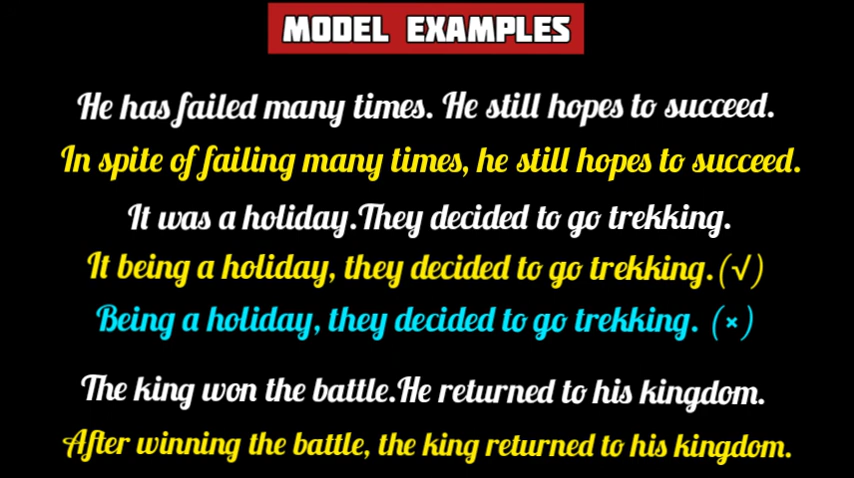 MODEL EXAMPLES
He has failed many times. He still hopes to succeed.
In spite of failing many times, he still hopes to succeed.
It was a holiday.They decided to go trekking.
It being a holiday, they decided to go trekking.(√)
Being a holiday, they decided to go trekking. (×)
The king won the battle.He returned to his kingdom.
After winning the battle, the king returned to his kingdom.